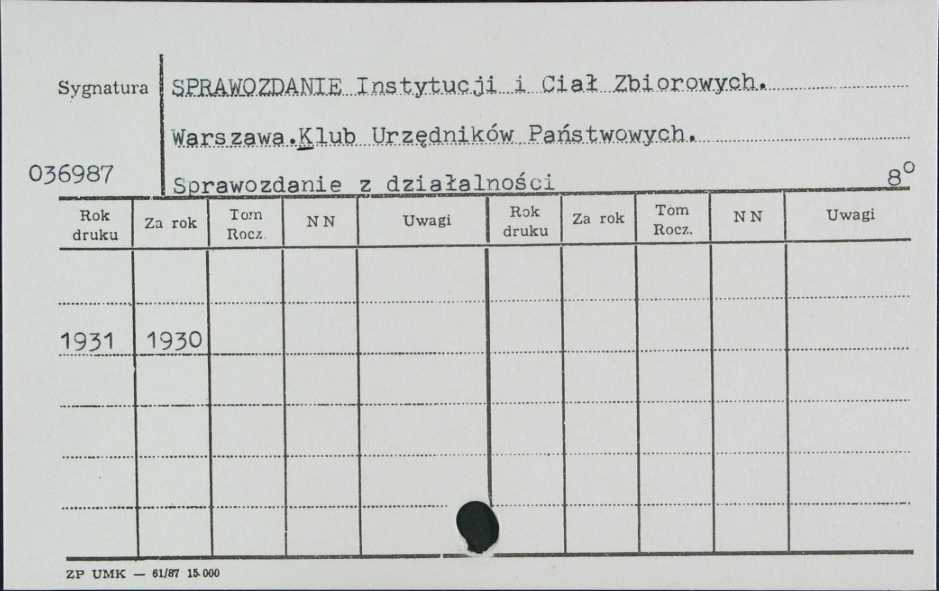 Sygnatura SPRAWOZDANIE Instytucji i Ciał Zbiorowych.
Warszawa.Klub Urzędników Państwowych.
036987 Sprawozdanie z działalności 8°
Rok druku Za rok Tom Rocz. N N Uwagi Rok druku Za rok Tom Rocz. N N Uwagi
1931 1930
ZP UMK — 61/87 15.000